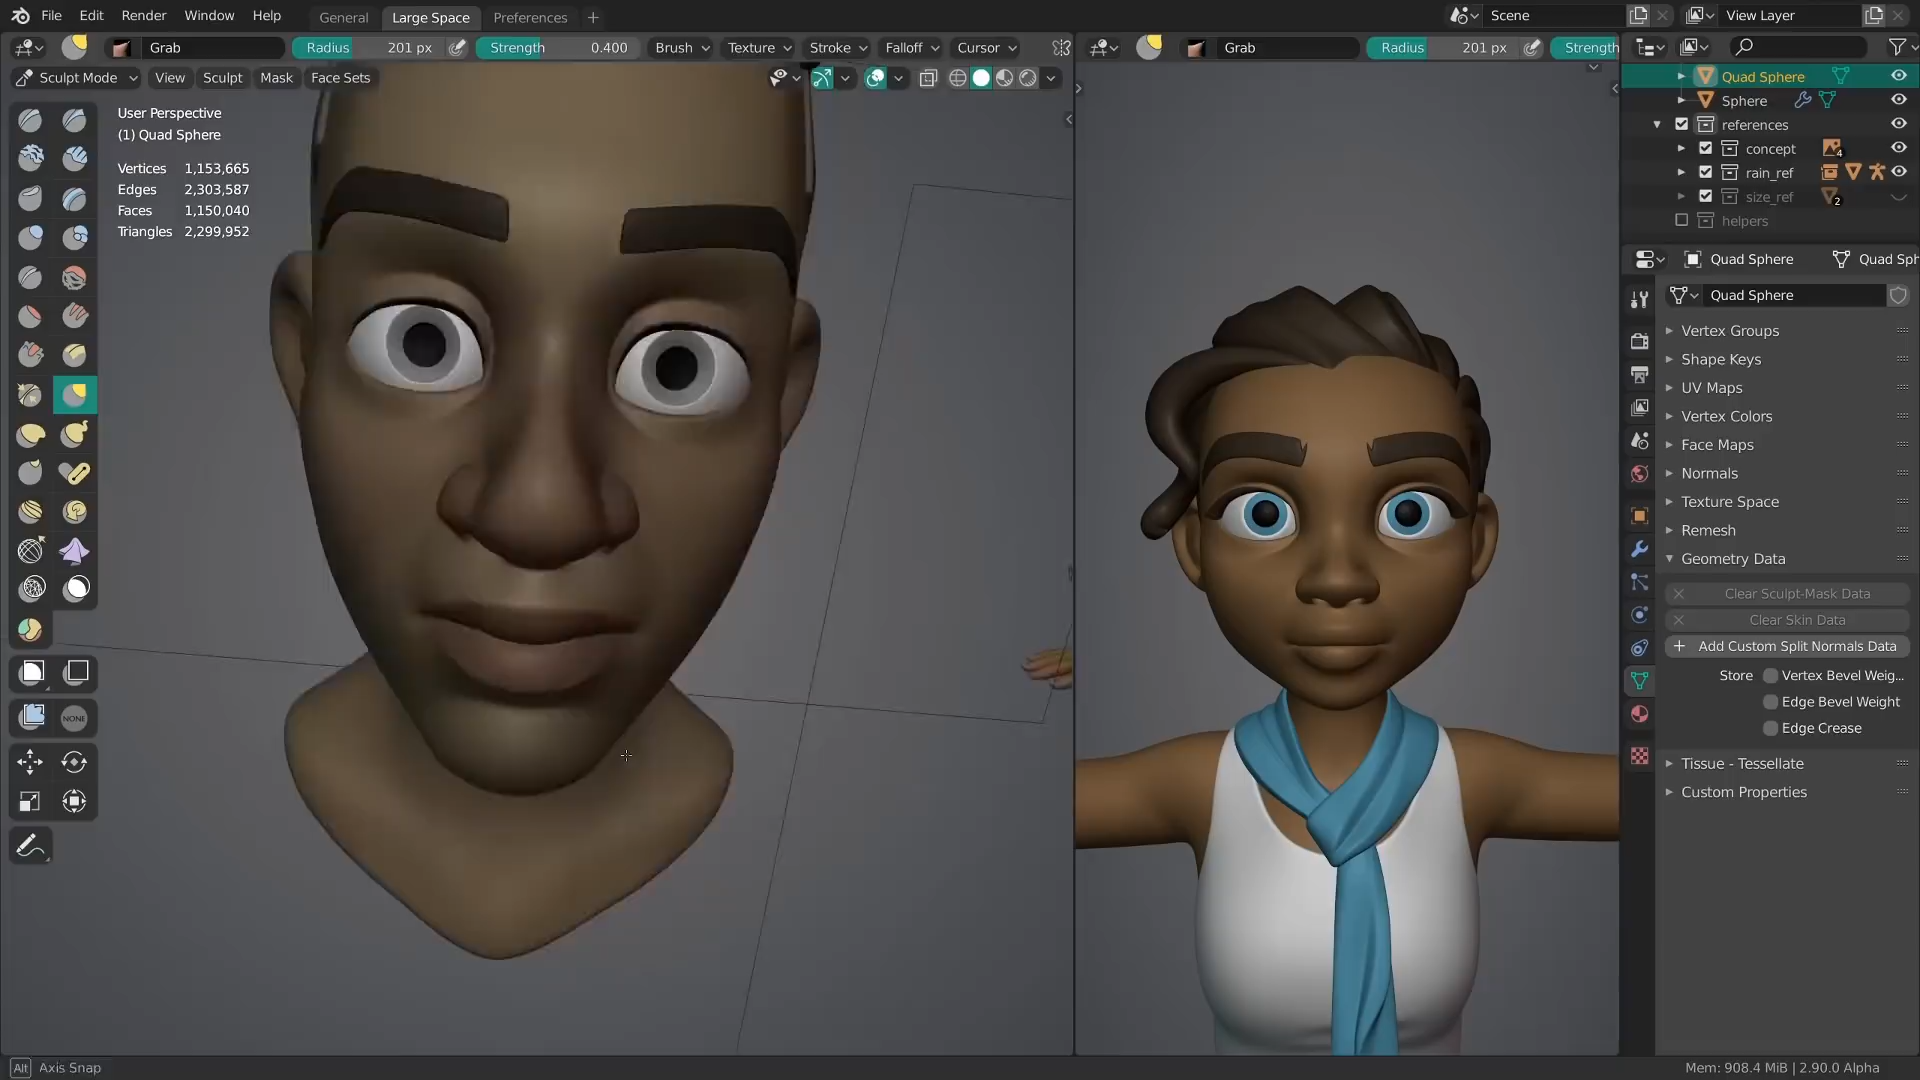 File Edit Render Window Help General Large Space Preferences + Scene View Layer
Grab Radius 201 px Strength 0.400 Brush Texture Stroke Falloff Cursor Grab Radius 201 px Strength
Sculpt Mode View Sculpt Mask Face Sets
User Perspective
(1) Quad Sphere
Vertices 1,153,665
Edges 2,303,587
Faces 1,150,040
Triangles 2,299,952
NONE
Quad Sphere
Sphere
references
concept 4
rain_ref
size_ref 2
helpers
Quad Sphere Quad Sph
Quad Sphere
Vertex Groups
Shape Keys
UV Maps
Vertex Colors
Face Maps
Normals
Texture Space
Remesh
Geometry Data
Clear Sculpt-Mask Data
Clear Skin Data
Add Custom Split Normals Data
Store Vertex Bevel Weig...
Edge Bevel Weight
Edge Crease
Tissue - Tessellate
Custom Properties
Alt Axis Snap Mem: 908.4 MiB | 2.90.0 Alpha